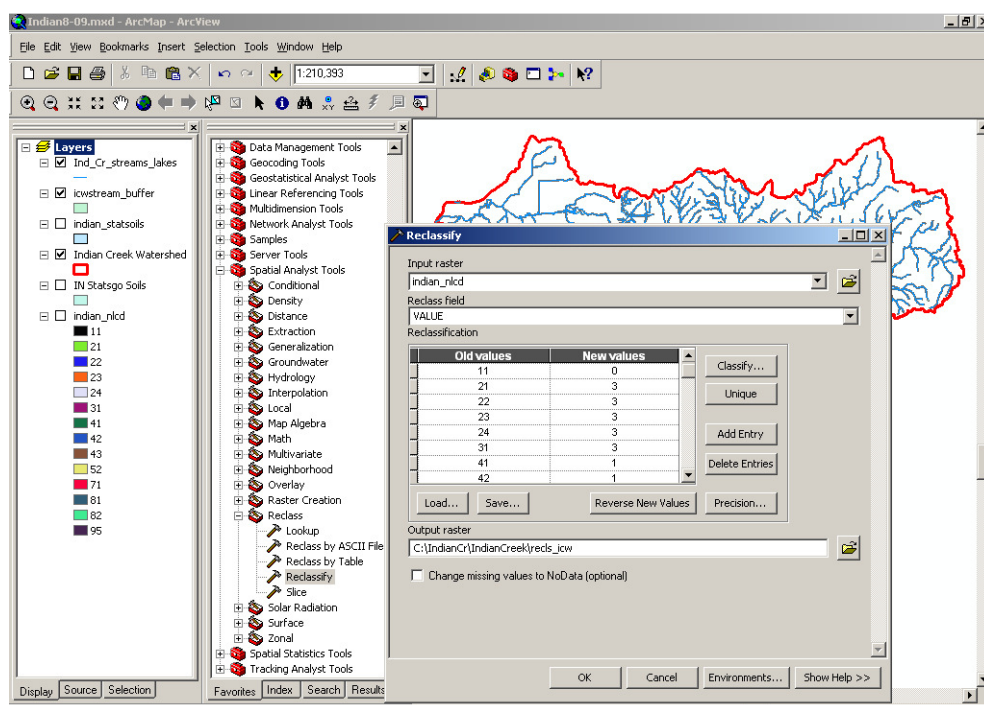 Indian8-09.mxd - ArcMap - ArcView
File Edit View Bookmarks Insert Selection Tools Window Help
1:210,393
Layers
Ind_Cr_streams_lakes
icwstream_buffer
indian_statsoils
Indian Creek Watershed
IN Statsgo Soils
indian_nlcd
11
21
22
23
24
31
41
42
43
52
71
81
82
95
Display Source Selection
Data Management Tools
Geocoding Tools
Geostatistical Analyst Tools
Linear Referencing Tools
Multidimension Tools
Network Analyst Tools
Samples
Server Tools
Spatial Analyst Tools
Conditional
Density
Distance
Extraction
Generalization
Groundwater
Hydrology
Interpolation
Local
Map Algebra
Math
Multivariate
Neighborhood
Overlay
Raster Creation
Reclass
Lookup
Reclass by ASCII File
Reclass by Table
Reclassify
Slice
Solar Radiation
Surface
Zonal
Spatial Statistics Tools
Tracking Analyst Tools
Favorites Index Search Results
Reclassify
Input raster
indian_nlcd
Reclass field
VALUE
Reclassification
Old values New values
11 0
21 3
22 3
23 3
24 3
31 3
41 1
42 1
Classify...
Unique
Add Entry
Delete Entries
Load... Save... Reverse New Values Precision...
Output raster
C:\IndianCr\IndianCreek\recls_icw
Change missing values to NoData (optional)
OK Cancel Environments... Show Help >>